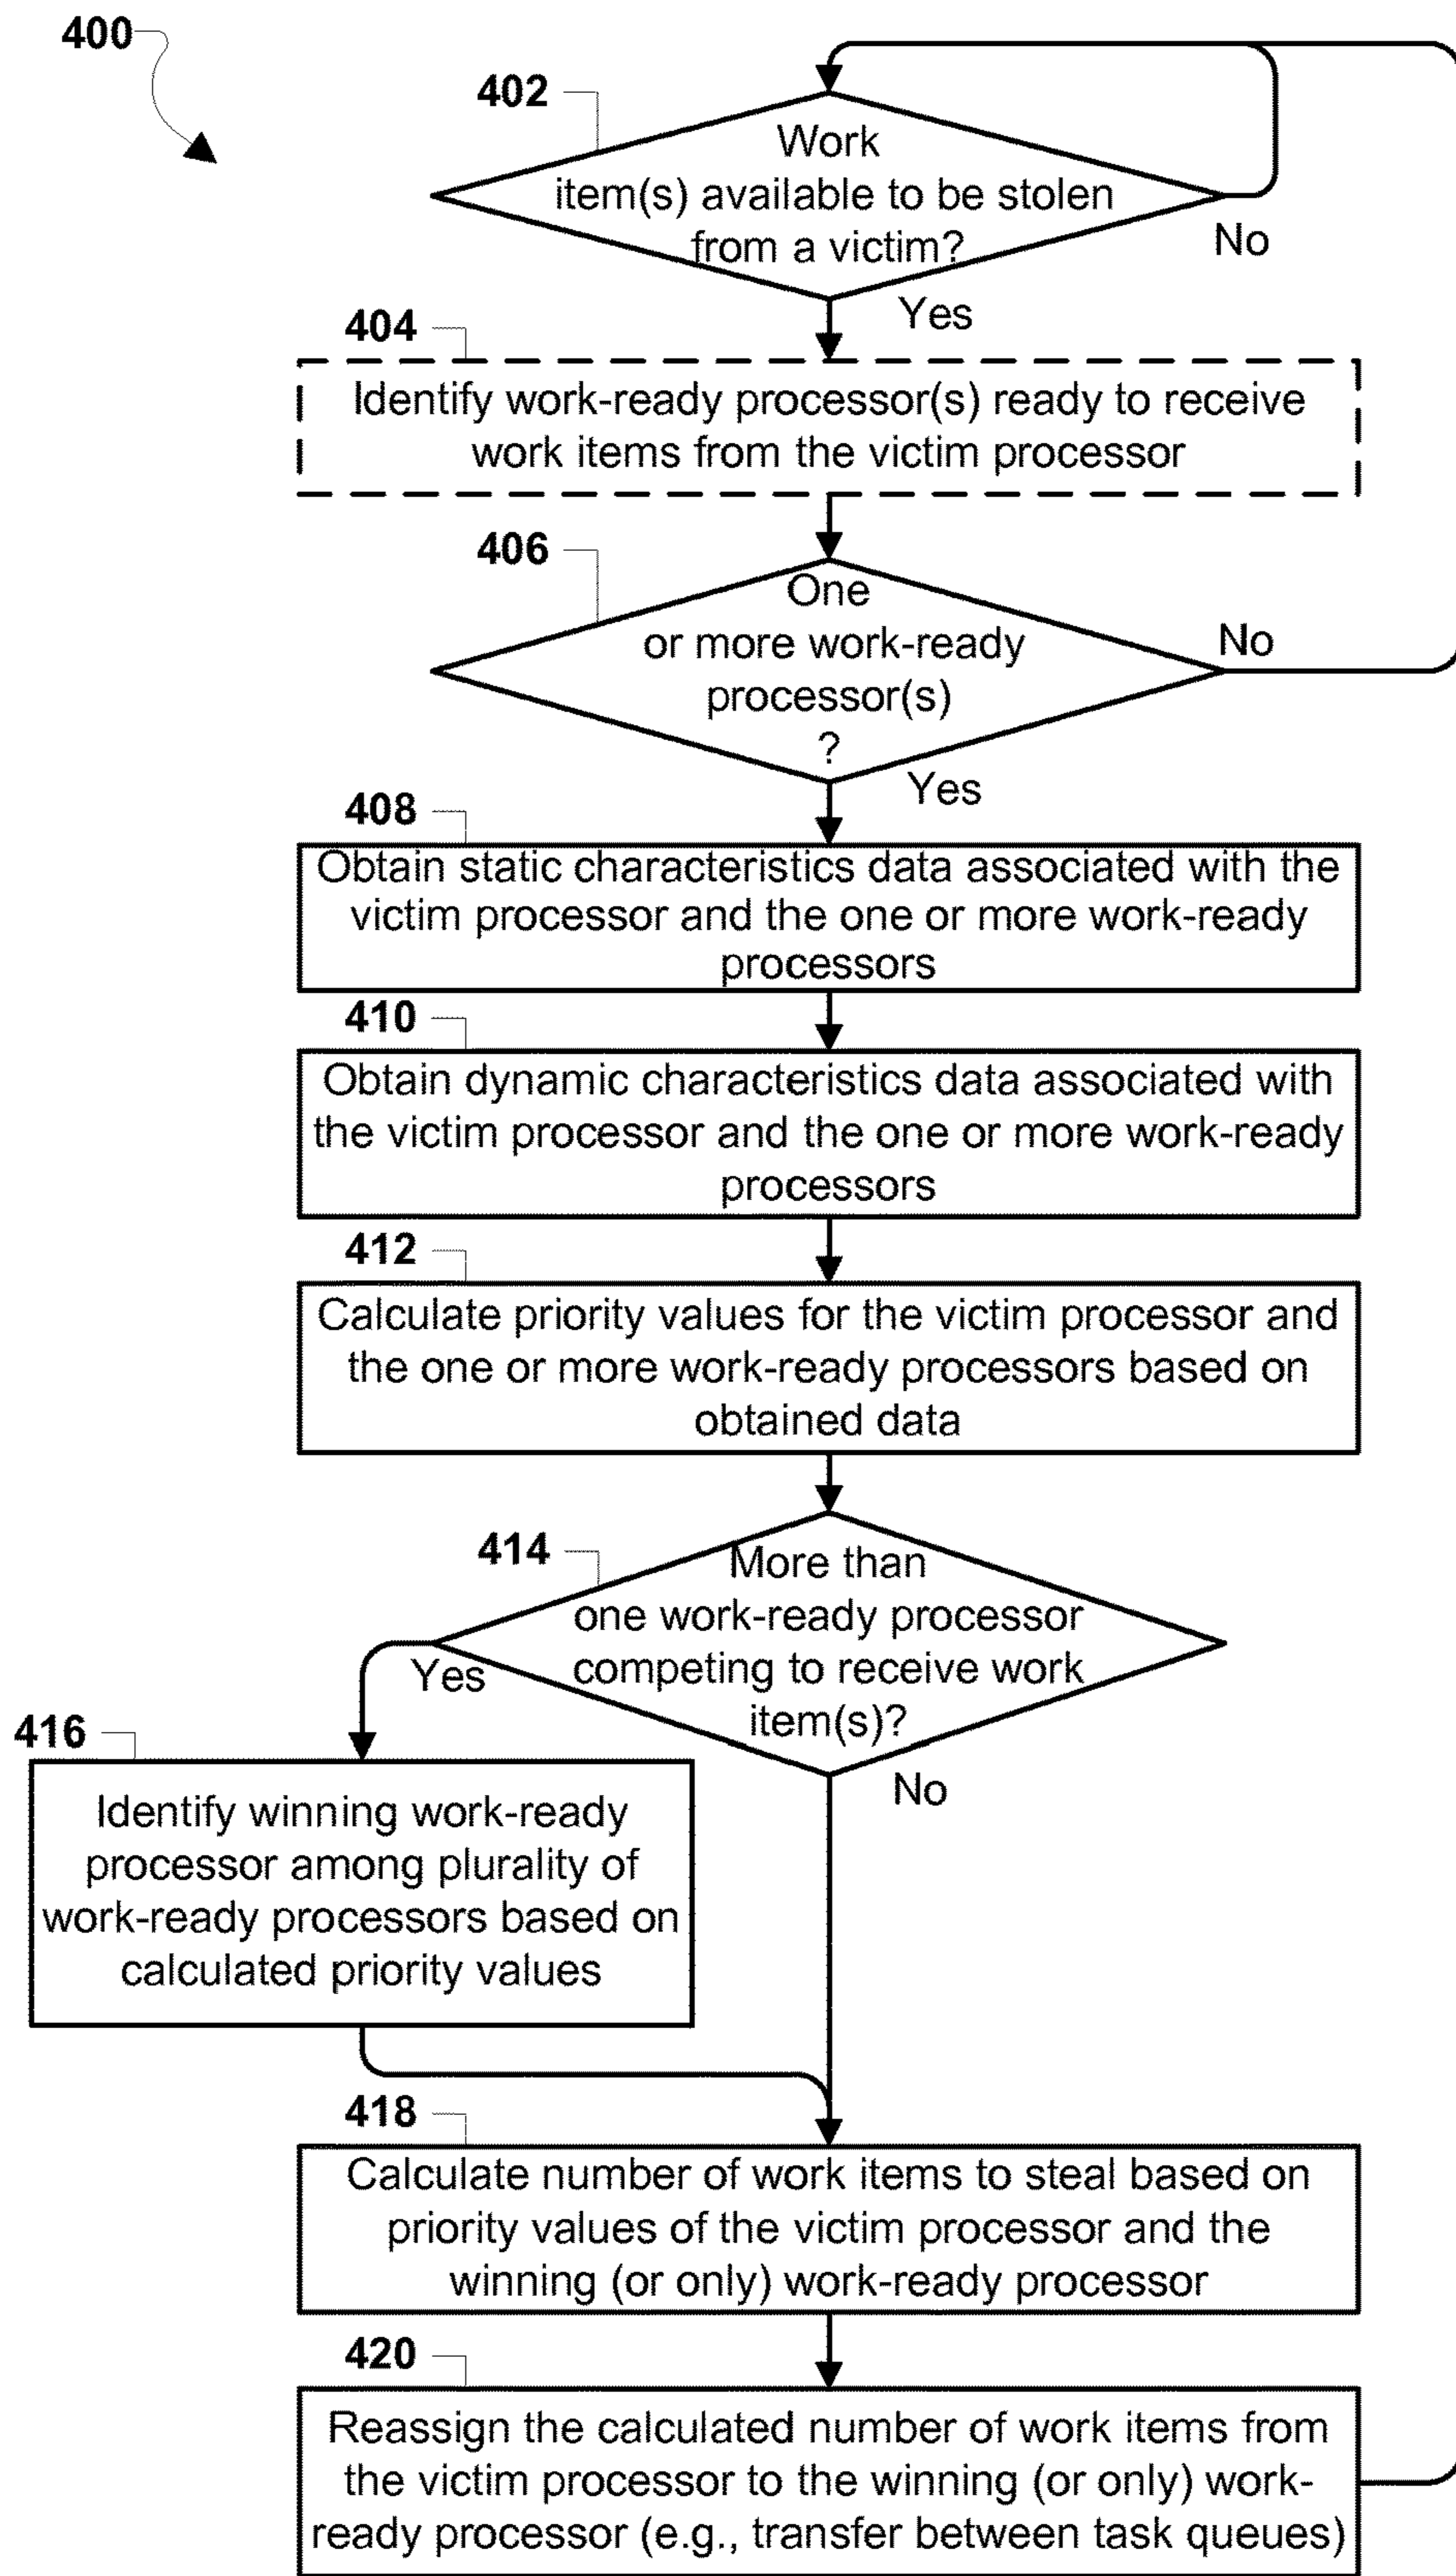 400
402
Work
item(s) available to be stolen
from a victim?
No
Yes
404
Identify work-ready processor(s) ready to receive
work items from the victim processor
406
One
or more work-ready
processor(s)
?
No
Yes
408
Obtain static characteristics data associated with the
victim processor and the one or more work-ready
processors
410
Obtain dynamic characteristics data associated with
the victim processor and the one or more work-ready
processors
412
Calculate priority values for the victim processor and
the one or more work-ready processors based on
obtained data
414
More than
one work-ready processor
competing to receive work
item(s)?
Yes
No
416
Identify winning work-ready
processor among plurality of
work-ready processors based on
calculated priority values
418
Calculate number of work items to steal based on
priority values of the victim processor and the
winning (or only) work-ready processor
420
Reassign the calculated number of work items from
the victim processor to the winning (or only) work-
ready processor (e.g., transfer between task queues)